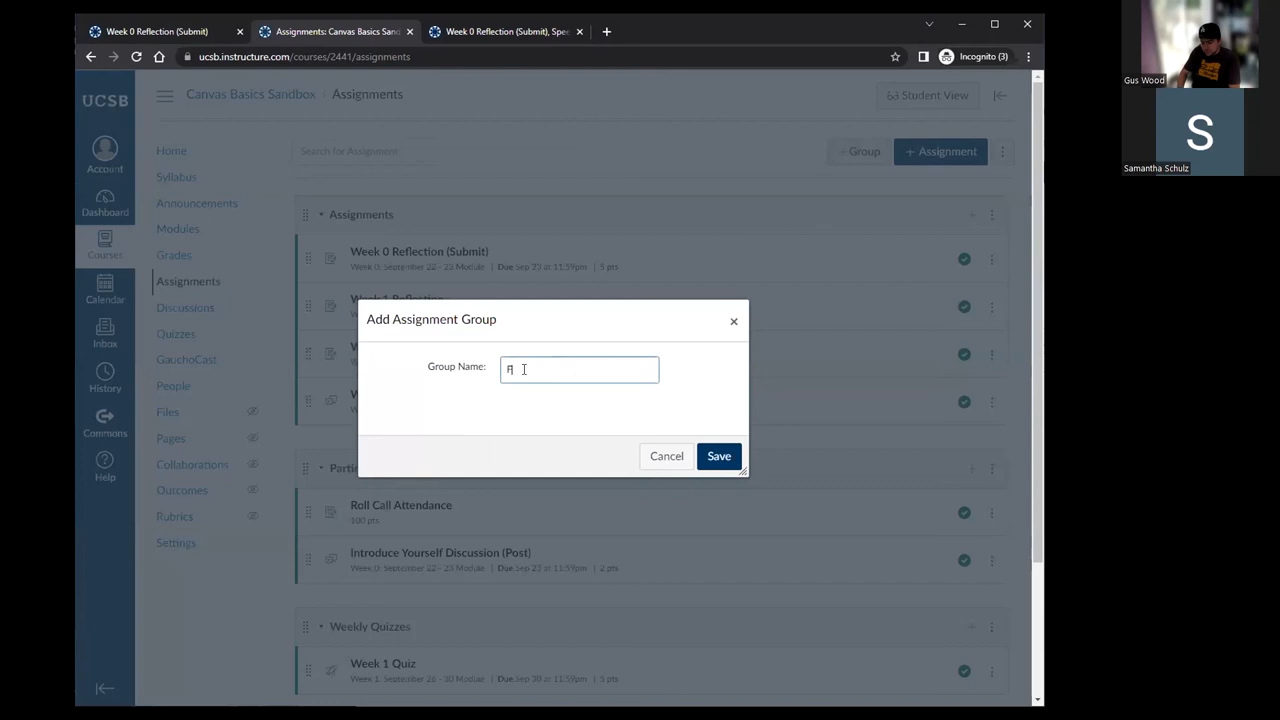 Week 0 Reflection (Submit)
Assignments: Canvas Basics Sand
Week 0 Reflection (Submit), Spee
ucsb.instructure.com/courses/2441/assignments
Incognito (3)
Gus Wood
S
Samantha Schulz
UCSB
Account
Dashboard
Courses
Calendar
Inbox
History
Commons
Help
Canvas Basics Sandbox
Assignments
Student View
Home
Syllabus
Announcements
Modules
Grades
Assignments
Discussions
Quizzes
GauchoCast
People
Files
Pages
Collaborations
Outcomes
Rubrics
Settings
Search for Assignment
+ Group
+ Assignment
Assignments
Week 0 Reflection (Submit)
Week 0: September 22 - 23 Module | Due Sep 23 at 11:59pm | 5 pts
Week 1 Reflection
Add Assignment Group
Group Name:
F
Cancel
Save
Roll Call Attendance
100 pts
Introduce Yourself Discussion (Post)
Week 0: September 22 - 23 Module | Due Sep 23 at 11:59pm | 2 pts
Weekly Quizzes
Week 1 Quiz
Week 1: September 26 - 30 Module | Due Sep 30 at 11:59pm | 5 pts